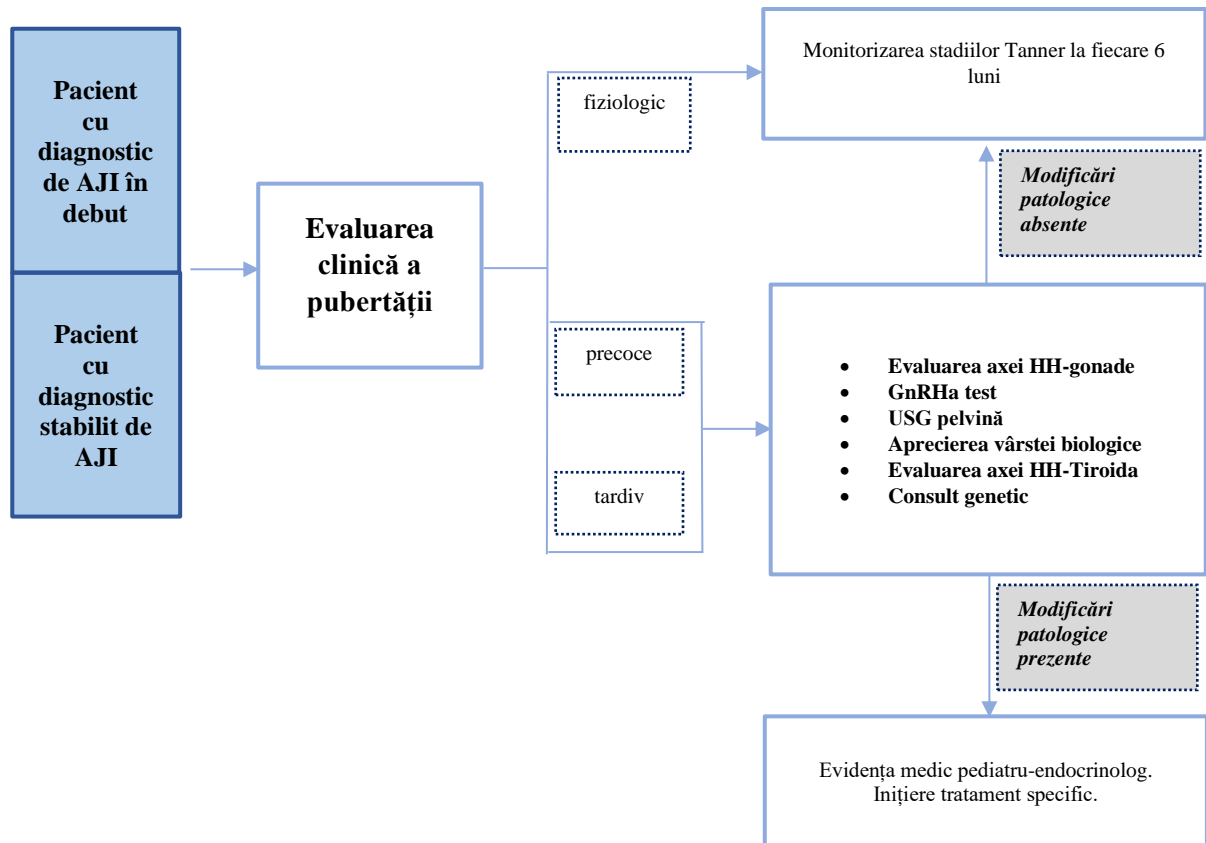 Pacient
cu
diagnostic
de AJI în
debut
Pacient
cu
diagnostic
stabilit de
AJI
Evaluarea
clinică a
pubertății
fiziologic
precoce
tardiv
Monitorizarea stadiilor Tanner la fiecare 6
luni
Modificări
patologice
absente
• Evaluarea axei HH-gonade
• GnRHa test
• USG pelvină
• Aprecierea vârstei biologice
• Evaluarea axei HH-Tiroida
• Consult genetic
Modificări
patologice
prezente
Evidența medic pediatru-endocrinolog.
Inițiere tratament specific.